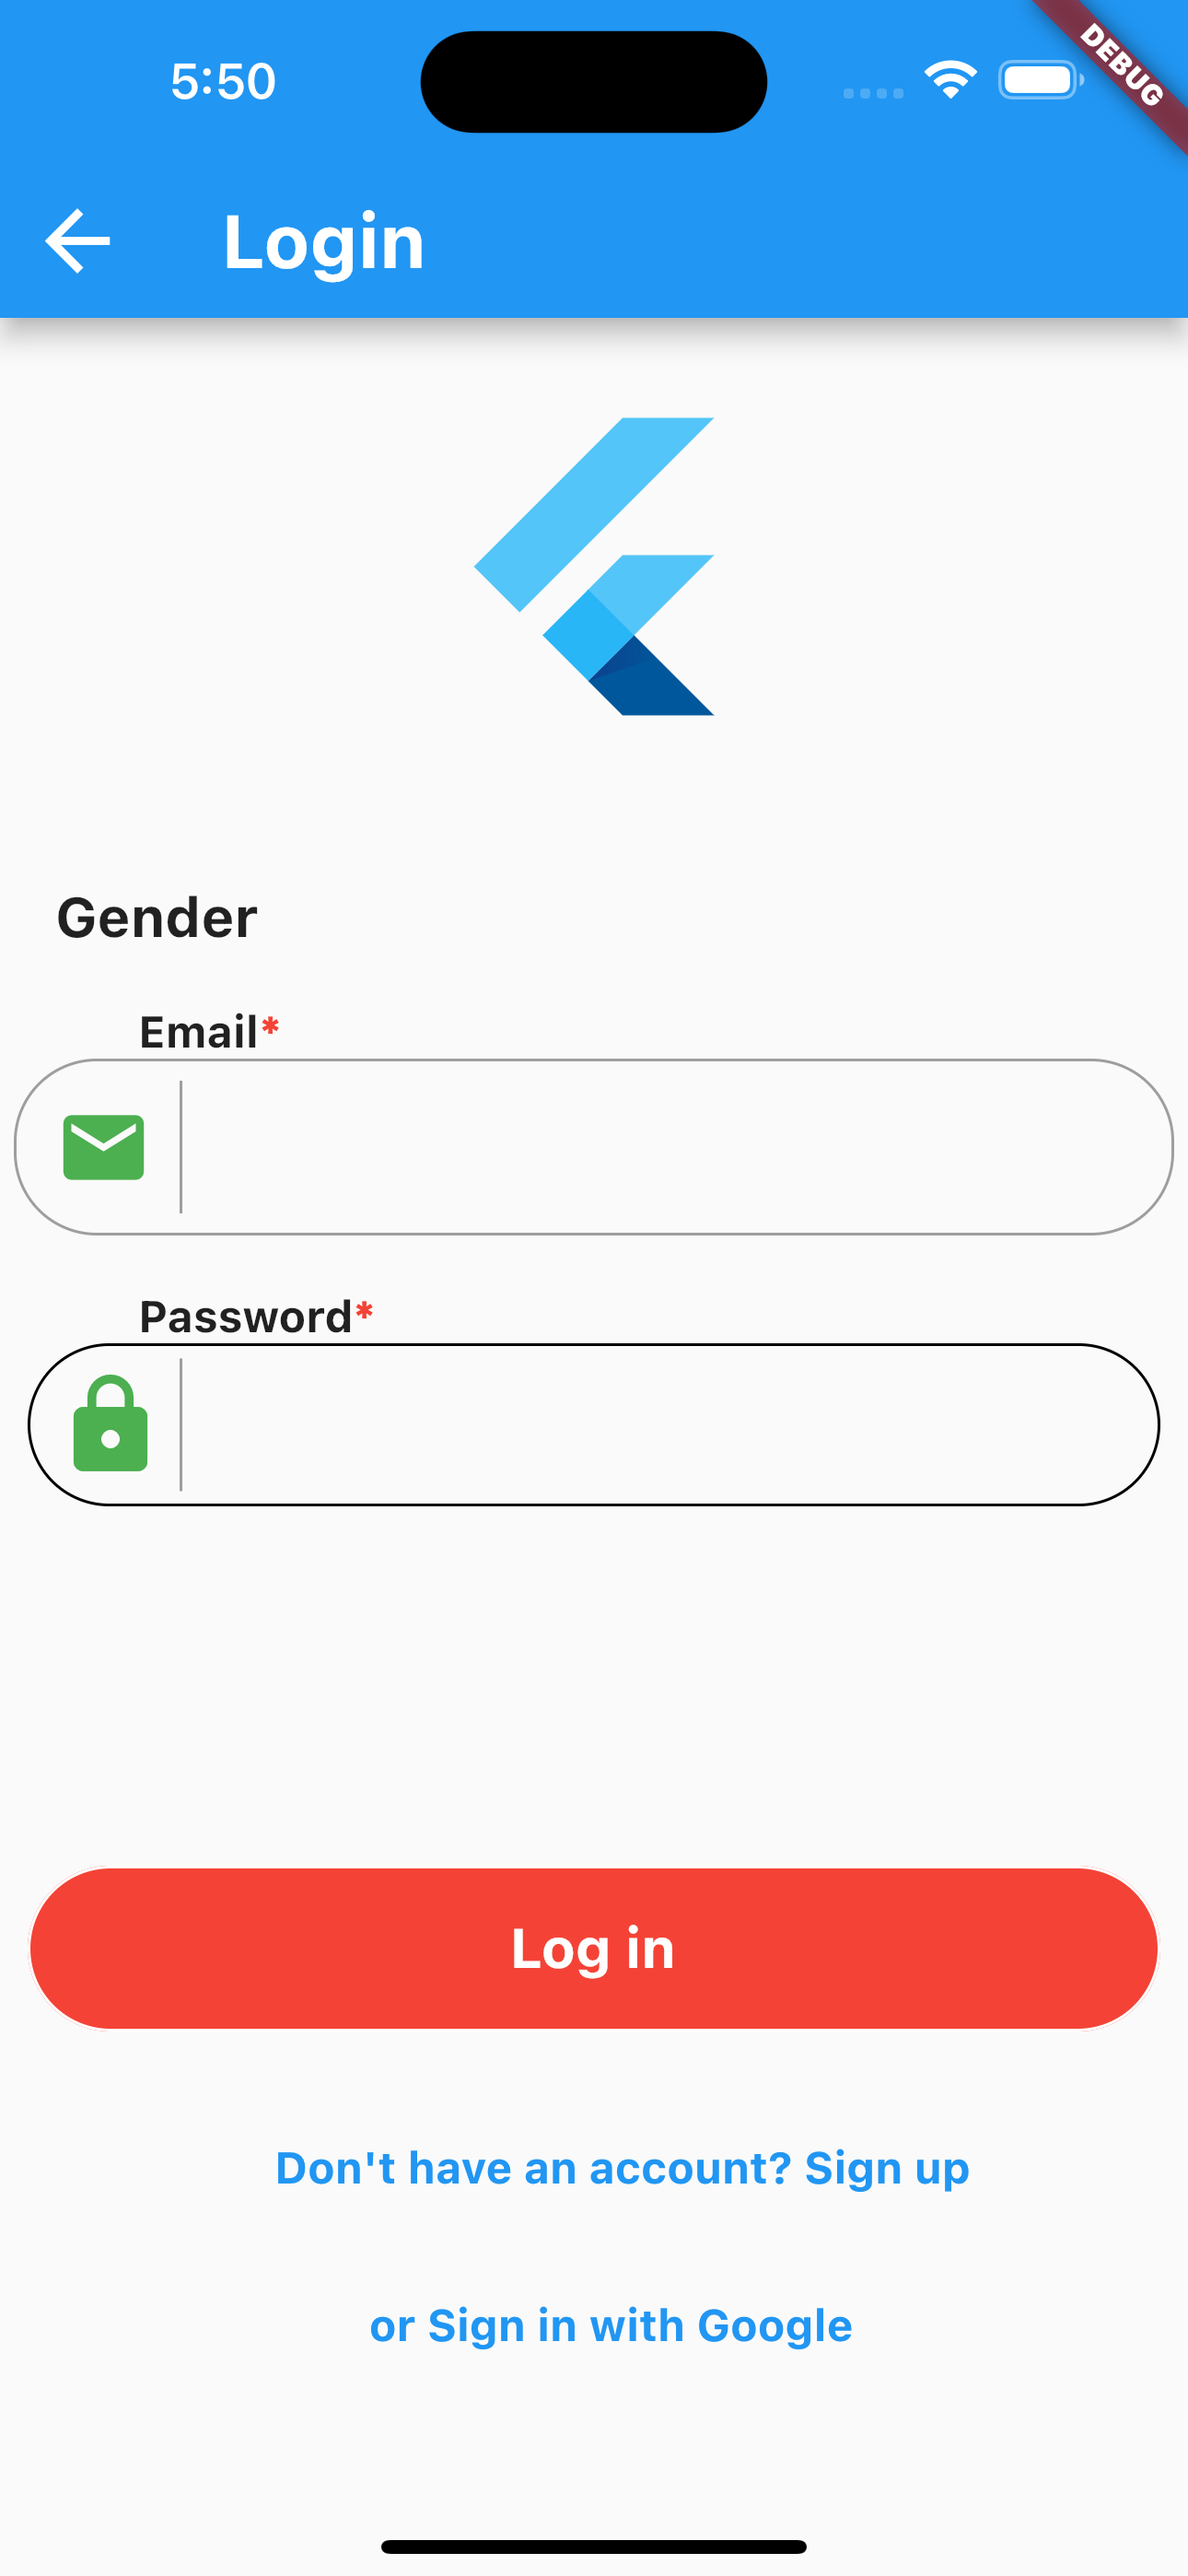 5:50
DEBUG
Login
Gender
Email*
Password*
Log in
Don't have an account? Sign up
or Sign in with Google